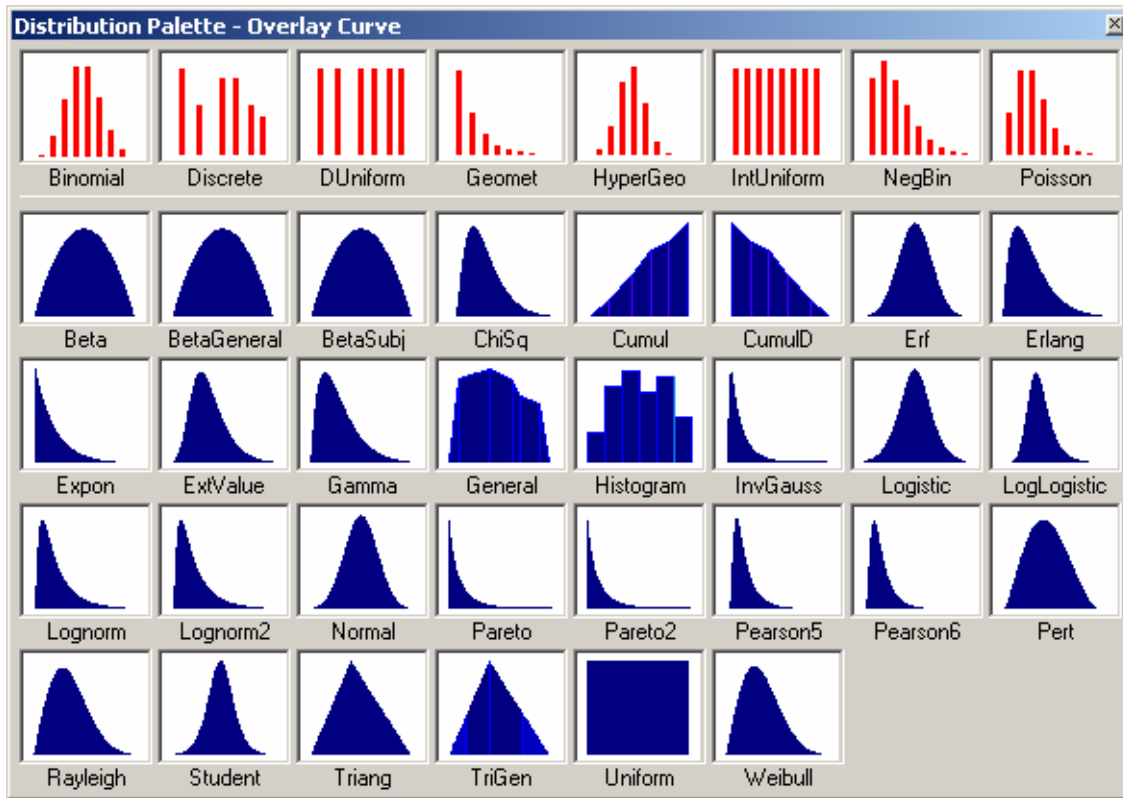 Distribution Palette - Overlay Curve
Binomial Discrete DUniform Geomet HyperGeo IntUniform NegBin Poisson
Beta BetaGeneral BetaSubj ChiSq Cumul CumulD Erf Erlang
Expon ExtValue Gamma General Histogram InvGauss Logistic LogLogistic
Lognorm Lognorm2 Normal Pareto Pareto2 Pearson5 Pearson6 Pert
Rayleigh Student Triang TriGen Uniform Weibull